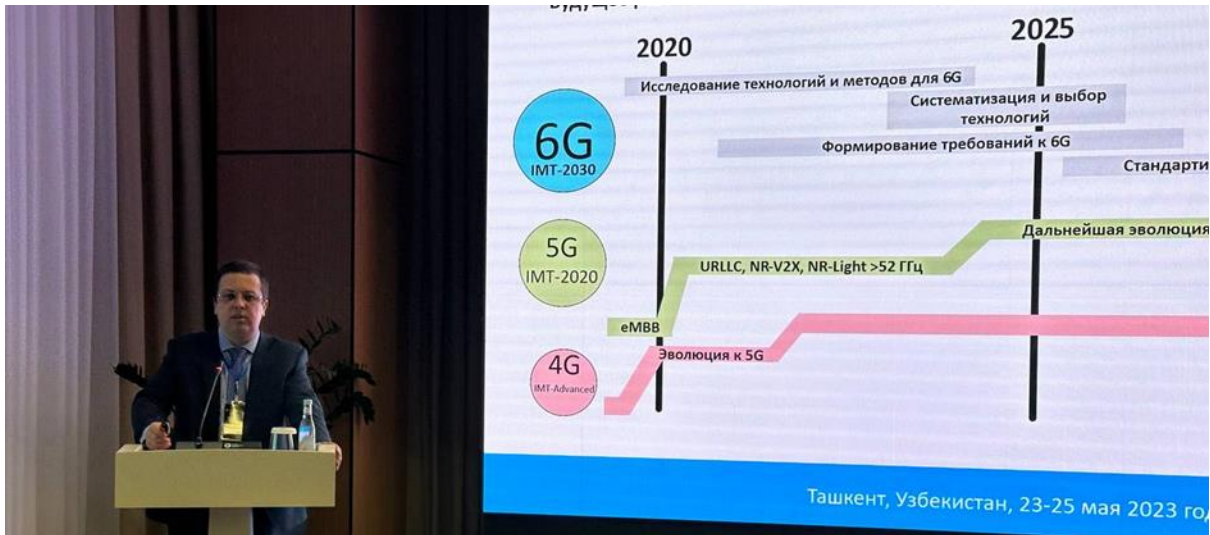 2020
2025
Исследование технологий и методов для 6G
Систематизация и выбор
технологий
Формирование требований к 6G
Стандарти
6G
IMT-2030
5G
IMT-2020
Дальнейшая эволюция
URLLC, NR-V2X, NR-Light >52 ГГц
eMBB
Эволюция к 5G
4G
IMT-Advanced
Ташкент, Узбекистан, 23-25 мая 2023 год